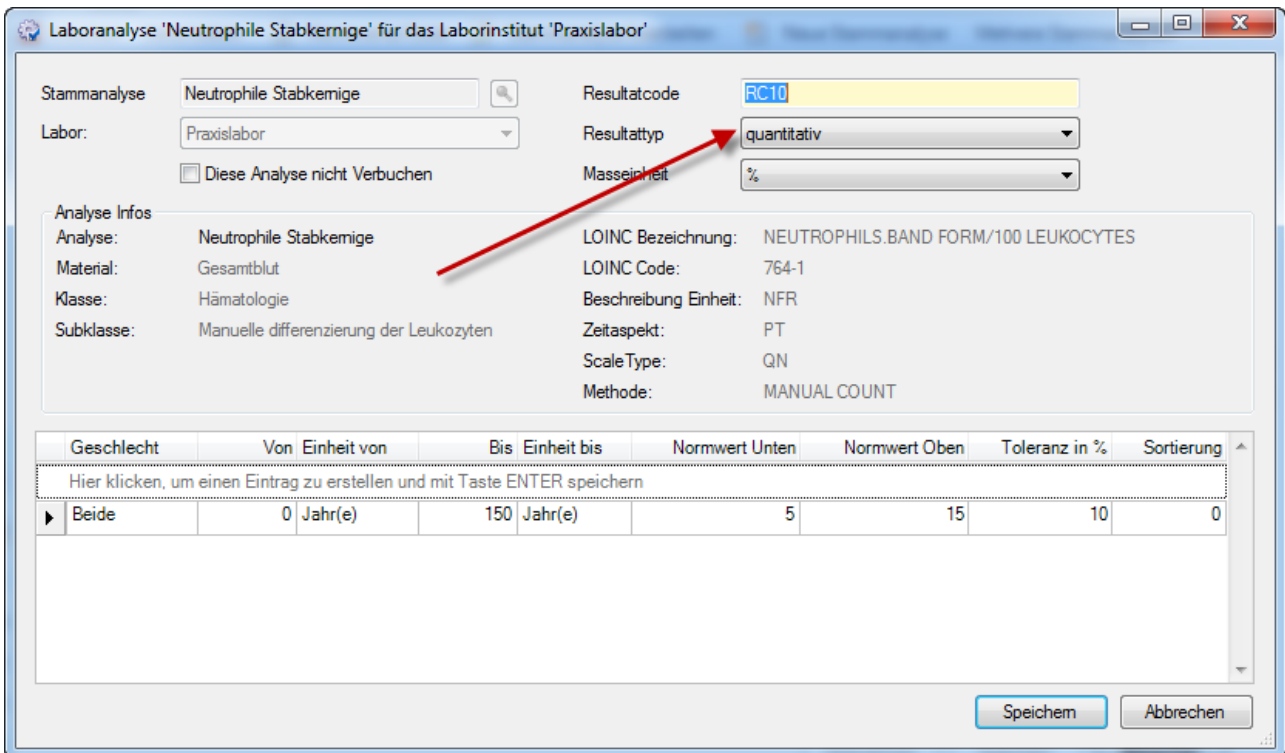 Laboranalyse 'Neutrophile Stabkernige' für das Laborinstitut 'Praxislabor'
Stammanalyse Neutrophile Stabkernige Resultatcode RC10
Labor: Praxislabor Resultattyp quantitativ
Diese Analyse nicht Verbuchen Masseinheit %
Analyse Infos
Analyse: Neutrophile Stabkernige LOINC Bezeichnung: NEUTROPHILS.BAND FORM/100 LEUKOCYTES
Material: Gesamtblut LOINC Code: 764-1
Klasse: Hämatologie Beschreibung Einheit: NFR
Subklasse: Manuelle differenzierung der Leukozyten Zeitaspekt: PT
ScaleType: QN
Methode: MANUAL COUNT
Geschlecht Von Einheit von Bis Einheit bis Normwert Unten Normwert Oben Toleranz in % Sortierung
Hier klicken, um einen Eintrag zu erstellen und mit Taste ENTER speichern
Beide 0 Jahr(e) 150 Jahr(e) 5 15 10 0
Speichern Abbrechen